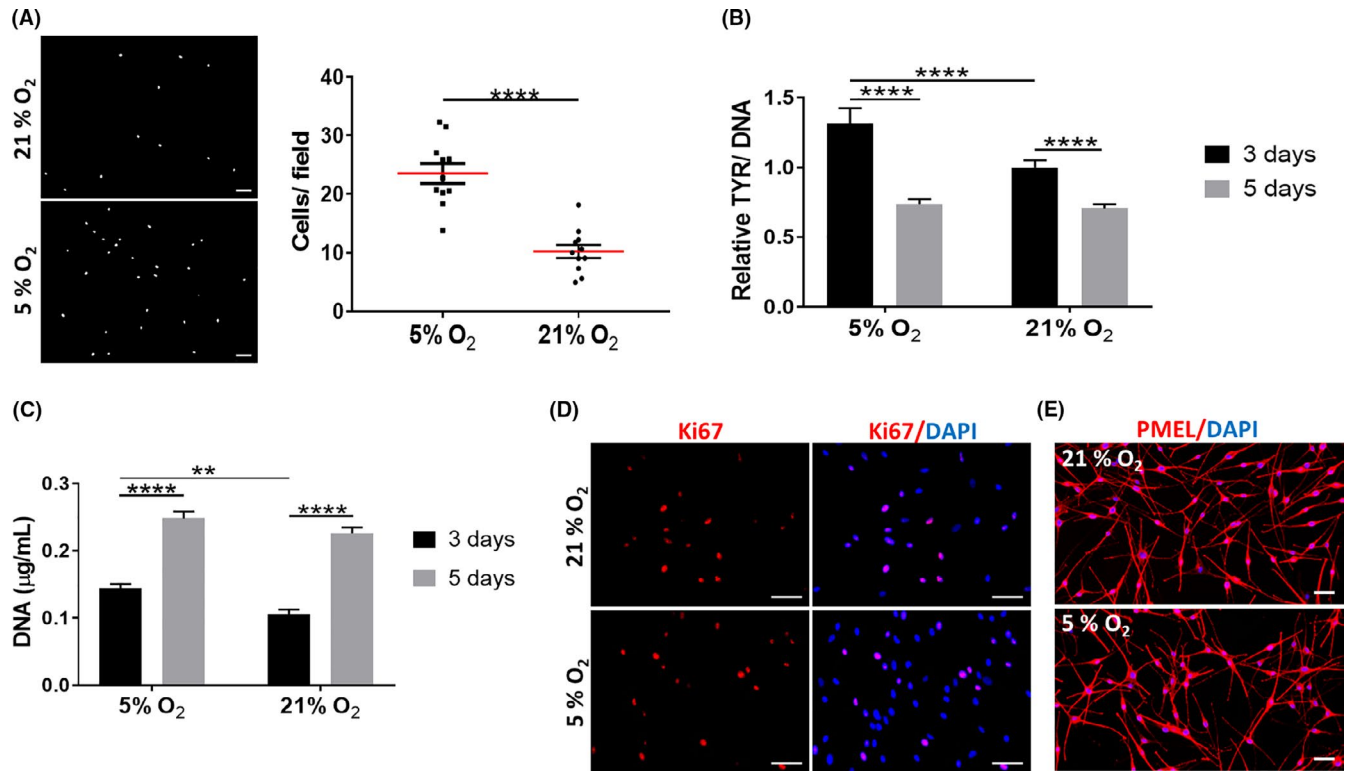 (A)
21 % O₂
5 % O₂
Cells/ field
40
30
20
10
0
****
5% O₂
21% O₂
(B)
Relative TYR/ DNA
1.5
1.0
0.5
0.0
****
****
****
5% O₂
21% O₂
3 days
5 days
(C)
DNA (μg/mL)
0.3
0.2
0.1
0.0
**
****
****
5% O₂
21% O₂
3 days
5 days
(D)
Ki67
Ki67/DAPI
21 % O₂
5 % O₂
(E)
PMEL/DAPI
21 % O₂
5 % O₂